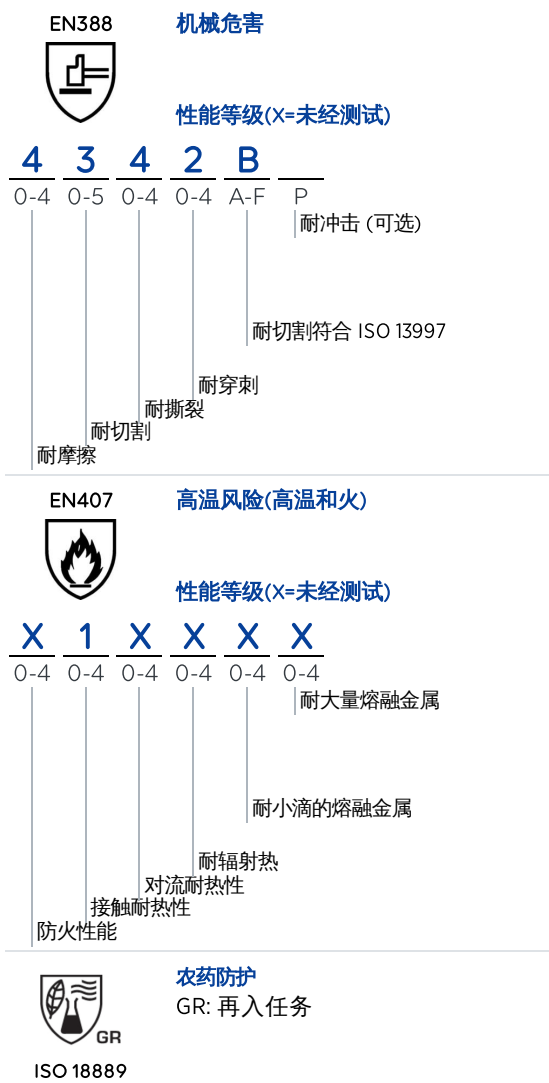 EN388
机械危害
性能等级(X=未经测试)
4 3 4 2 B
0-4 0-5 0-4 0-4 A-F P
耐冲击 (可选)
耐切割符合 ISO 13997
耐穿刺
耐撕裂
耐切割
耐摩擦
EN407
高温风险(高温和火)
性能等级(X=未经测试)
X 1 X X X X
0-4 0-4 0-4 0-4 0-4 0-4
耐大量熔融金属
耐小滴的熔融金属
耐辐射热
对流耐热性
接触耐热性
防火性能
农药防护
GR: 再入任务
GR
ISO 18889